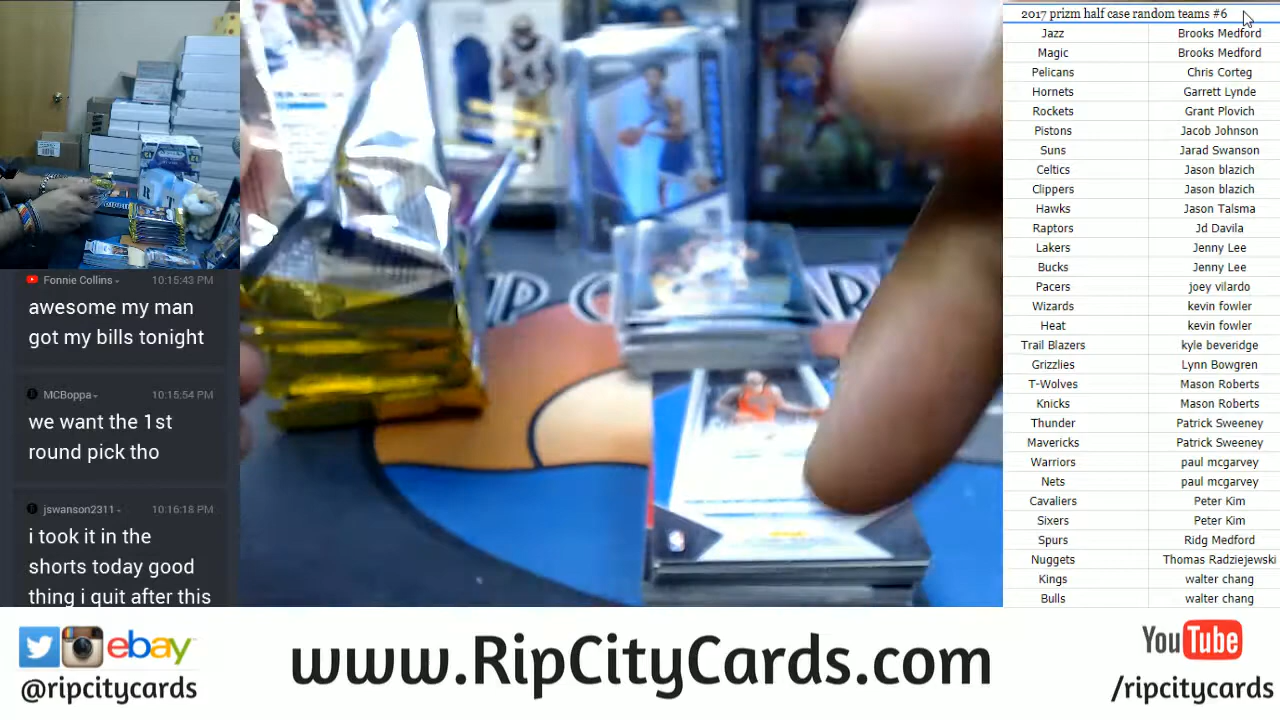 2017 prizm half case random teams #6
Jazz Brooks Medford
Magic Brooks Medford
Pelicans Chris Corteg
Hornets Garrett Lynde
Rockets Grant Plovich
Pistons Jacob Johnson
Suns Jarad Swanson
Celtics Jason blazich
Clippers Jason blazich
Hawks Jason Talsma
Raptors Jd Davila
Lakers Jenny Lee
Bucks Jenny Lee
Pacers joey vilardo
Wizards kevin fowler
Heat kevin fowler
Trail Blazers kyle beveridge
Grizzlies Lynn Bowgren
T-Wolves Mason Roberts
Knicks Mason Roberts
Thunder Patrick Sweeney
Mavericks Patrick Sweeney
Warriors paul mcgarvey
Nets paul mcgarvey
Cavaliers Peter Kim
Sixers Peter Kim
Spurs Ridg Medford
Nuggets Thomas Radziejewski
Kings walter chang
Bulls walter chang
Fonnie Collins 10:15:43 PM
awesome my man
got my bills tonight
MCBoppa 10:15:54 PM
we want the 1st
round pick tho
jswanson2311 10:16:18 PM
i took it in the
shorts today good
thing i quit after this
ebay
@ripcitycards
www.RipCityCards.com
YouTube
/ripcitycards